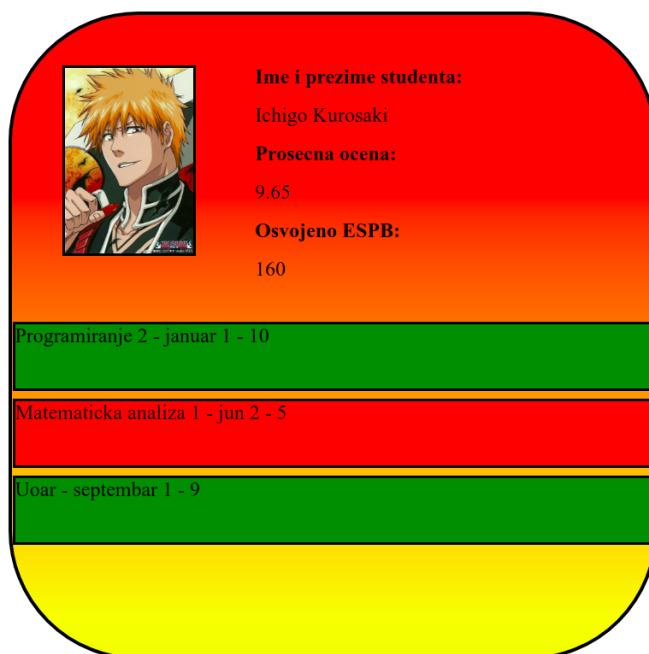 Ime i prezime studenta:
Ichigo Kurosaki
Prosecna ocena:
9.65
Osvojeno ESPB:
160
Programiranje 2 - januar 1 - 10
Matematicka analiza 1 - jun 2 - 5
Uoar - septembar 1 - 9